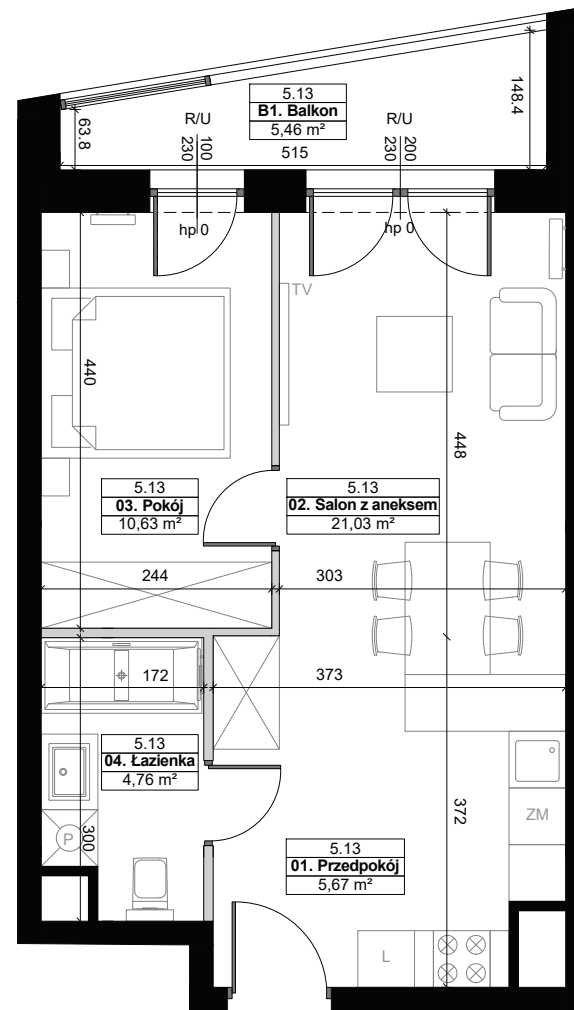 5.13
B1. Balkon
5,46 m²
148.4
63.8
R/U
100
230
R/U
200
230
515
hp 0
hp 0
TV
440
448
5.13
03. Pokój
10,63 m²
5.13
02. Salon z aneksem
21,03 m²
244
303
172
373
5.13
04. Łazienka
4,76 m²
ZM
372
P
300
5.13
01. Przedpokój
5,67 m²
L